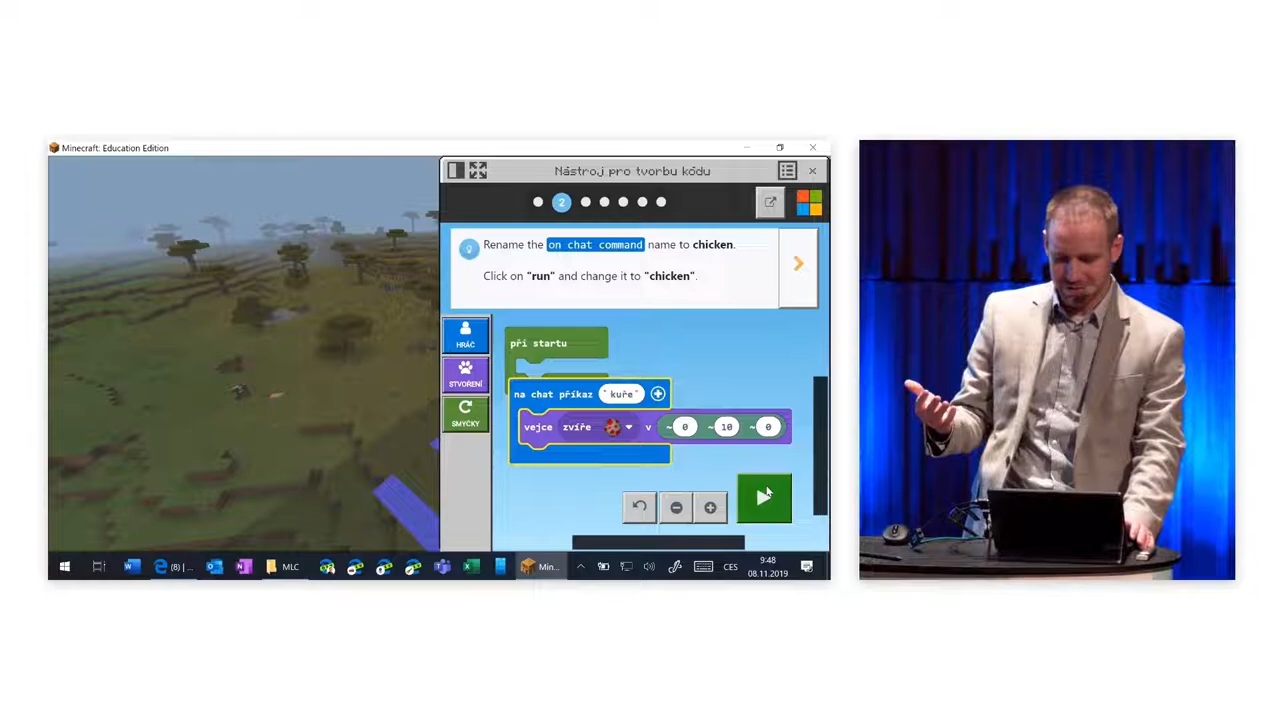 Minecraft: Education Edition
Nástroj pro tvorbu kódu
2
Rename the on chat command name to chicken.
Click on "run" and change it to "chicken".
HRÁČ
STVOŘENÍ
SMYČKY
při startu
na chat příkaz "kuře"
vejce zvíře v ~0 ~10 ~0
(8) | ...
MLC
Min...
CES
9:48
08.11.2019